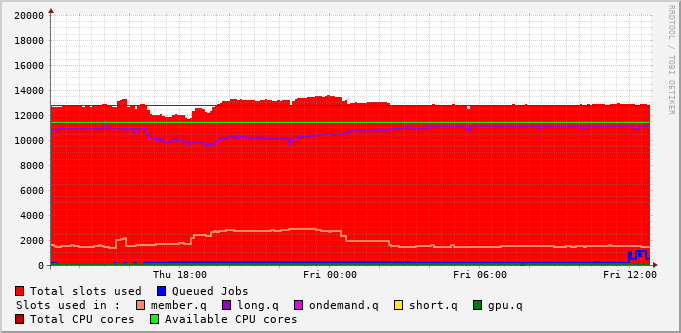 20000
18000
16000
14000
12000
10000
8000
6000
4000
2000
0
Thu 18:00 Fri 00:00 Fri 06:00 Fri 12:00
RRDTOOL / TOBI OETIKER
Total slots used Queued Jobs
Slots used in : member.q long.q ondemand.q short.q gpu.q
Total CPU cores Available CPU cores